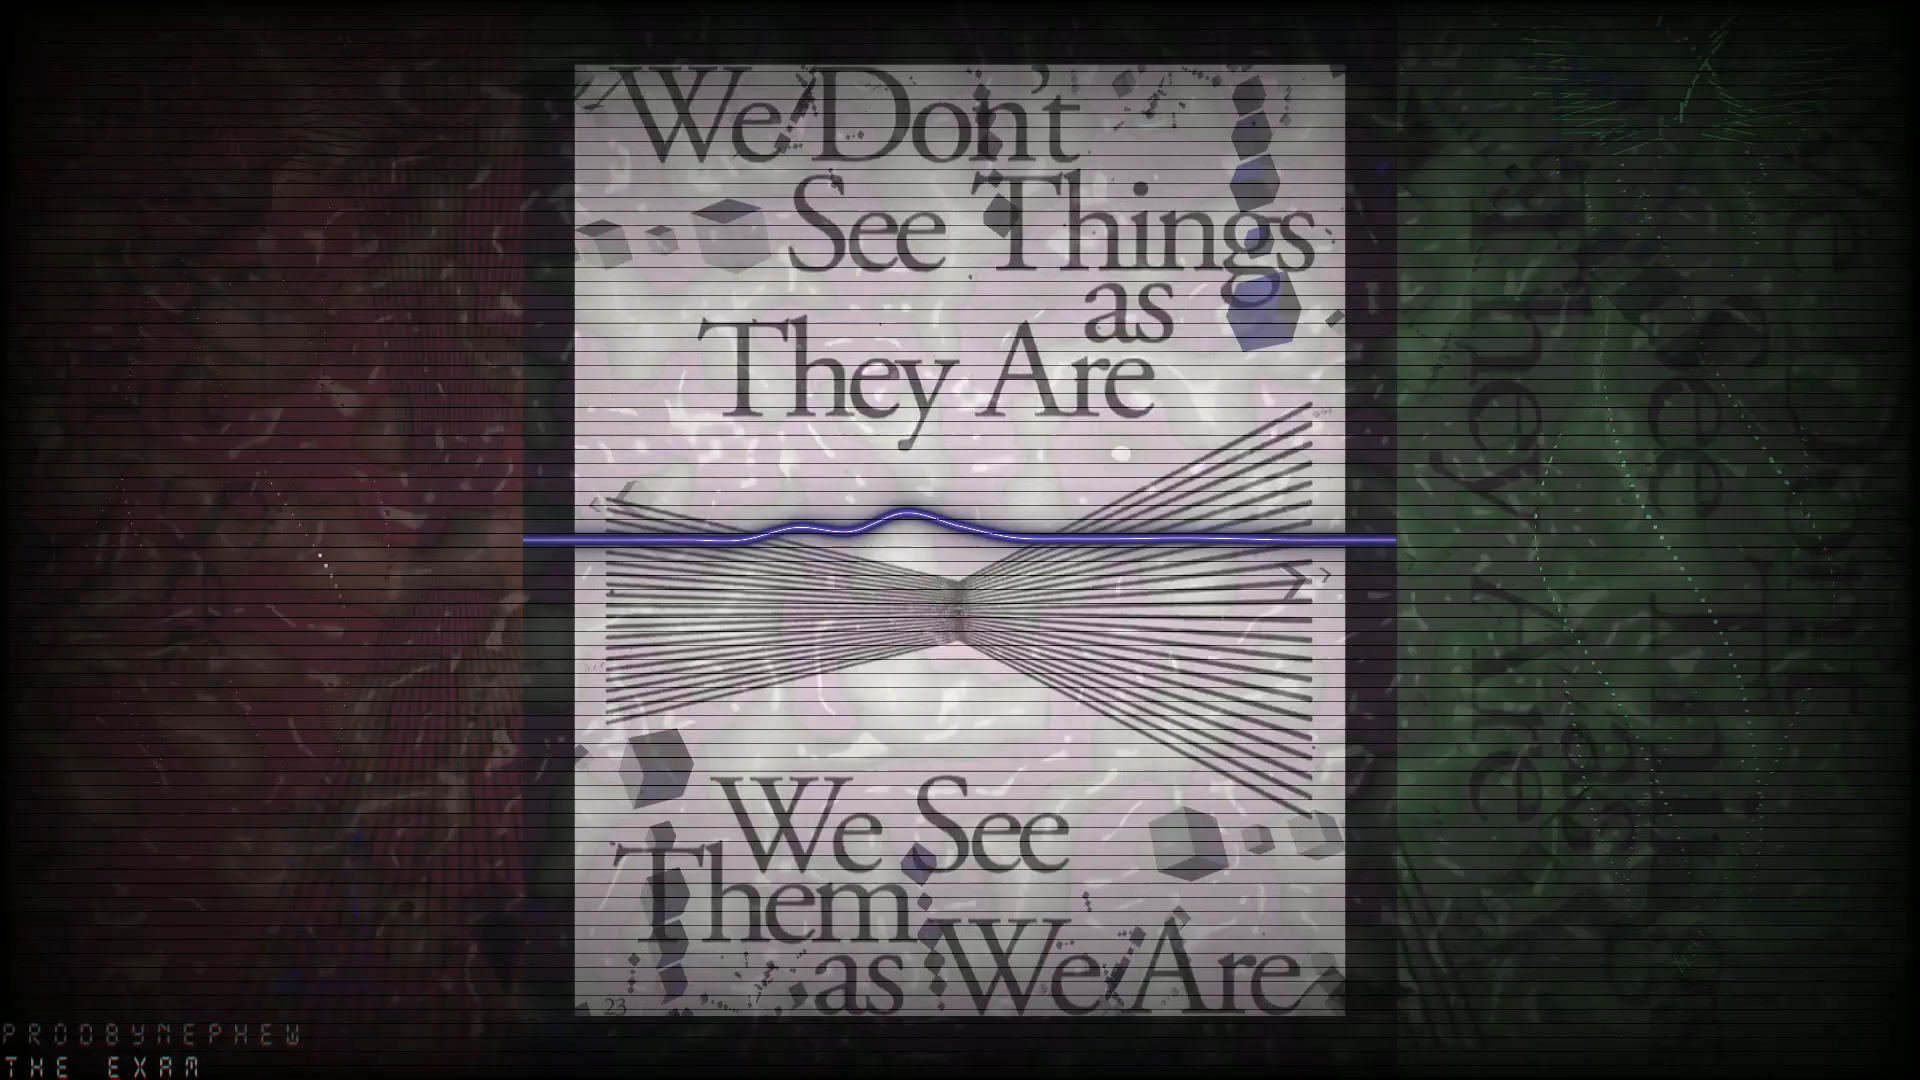 We Don't
See Things
as
They Are
We See
Them
as We Are
23
PRODBYNEPHEW
THE EXAM